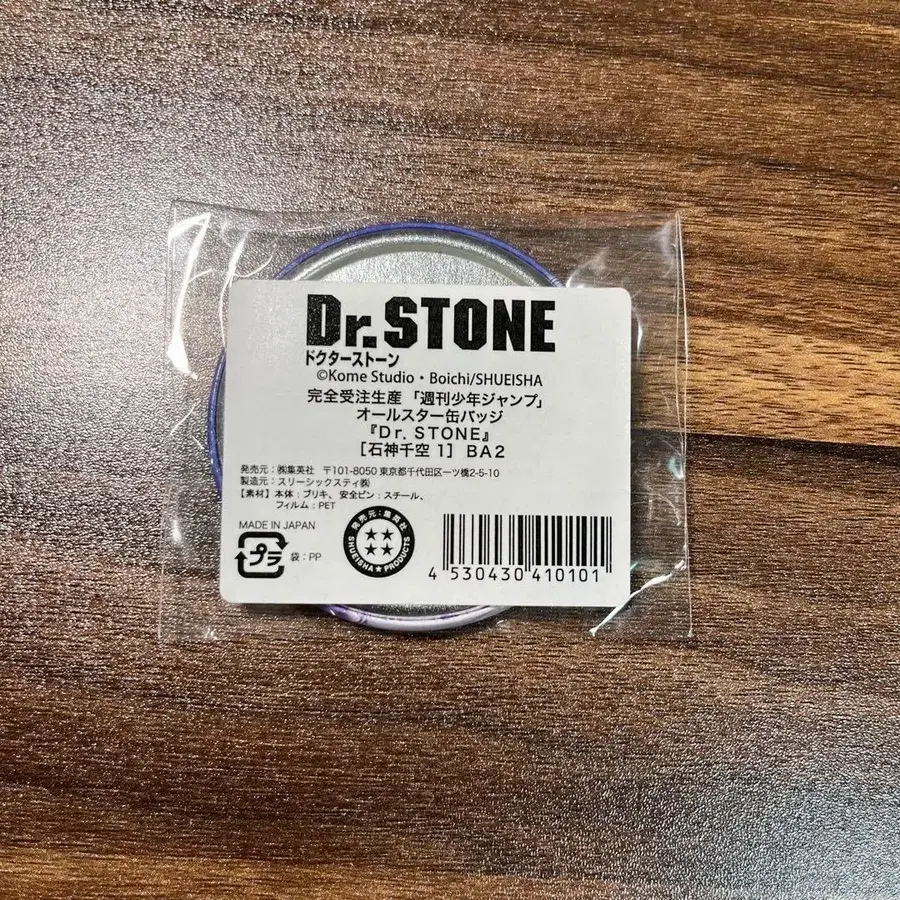 Dr.STONE
ドクターストーン
©Kome Studio・Boichi/SHUEISHA
完全受注生産「週刊少年ジャンプ」
オールスター缶バッジ
『Dr. STONE』
[石神千空 1] BA2
発売元:㈱集英社 〒101-8050 東京都千代田区一ツ橋2-5-10
製造元:スリーシックスティ㈱
【素材】本体:ブリキ、安全ピン:スチール、
フィルム:PET
MADE IN JAPAN
プラ
袋:PP
発売元:集英社
SHUEISHA★PRODUCTS
4 530430 410101